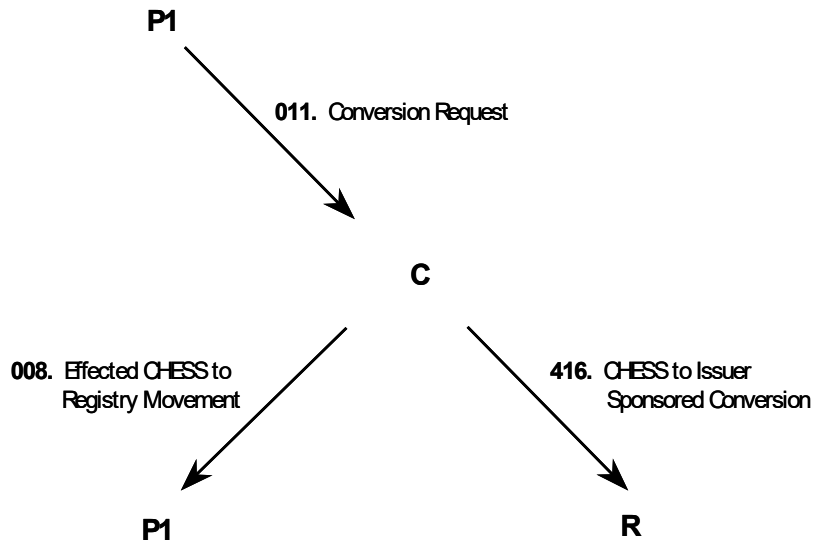 P1
011. Conversion Request
C
008. Effected CHESS to
Registry Movement
416. CHESS to Issuer
Sponsored Conversion
P1
R